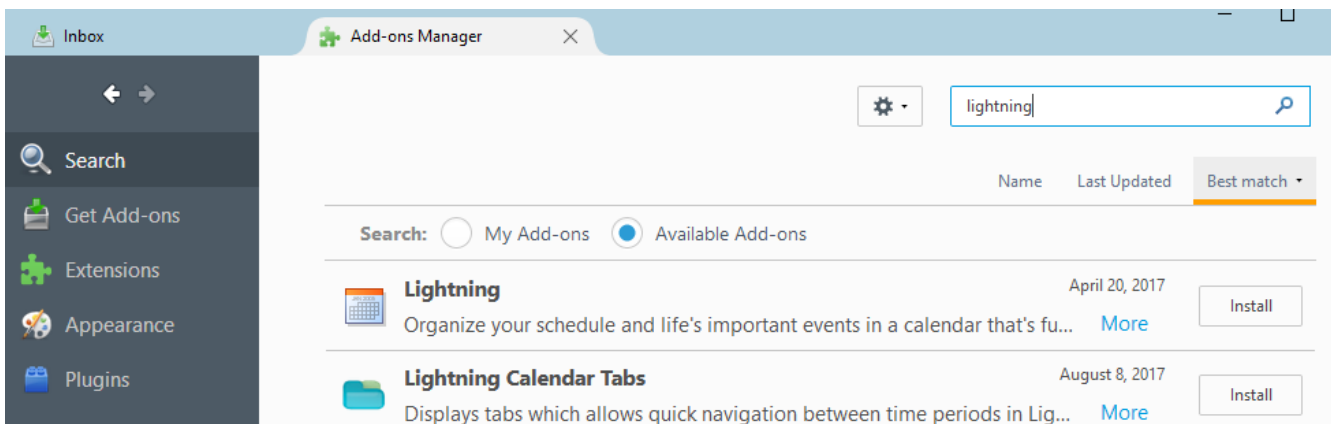 Inbox
Add-ons Manager
lightning
Search
Name Last Updated Best match
Get Add-ons
Search: My Add-ons Available Add-ons
Extensions
Lightning April 20, 2017
Install
Organize your schedule and life's important events in a calendar that's fu... More
Appearance
Plugins
Lightning Calendar Tabs August 8, 2017
Install
Displays tabs which allows quick navigation between time periods in Lig... More